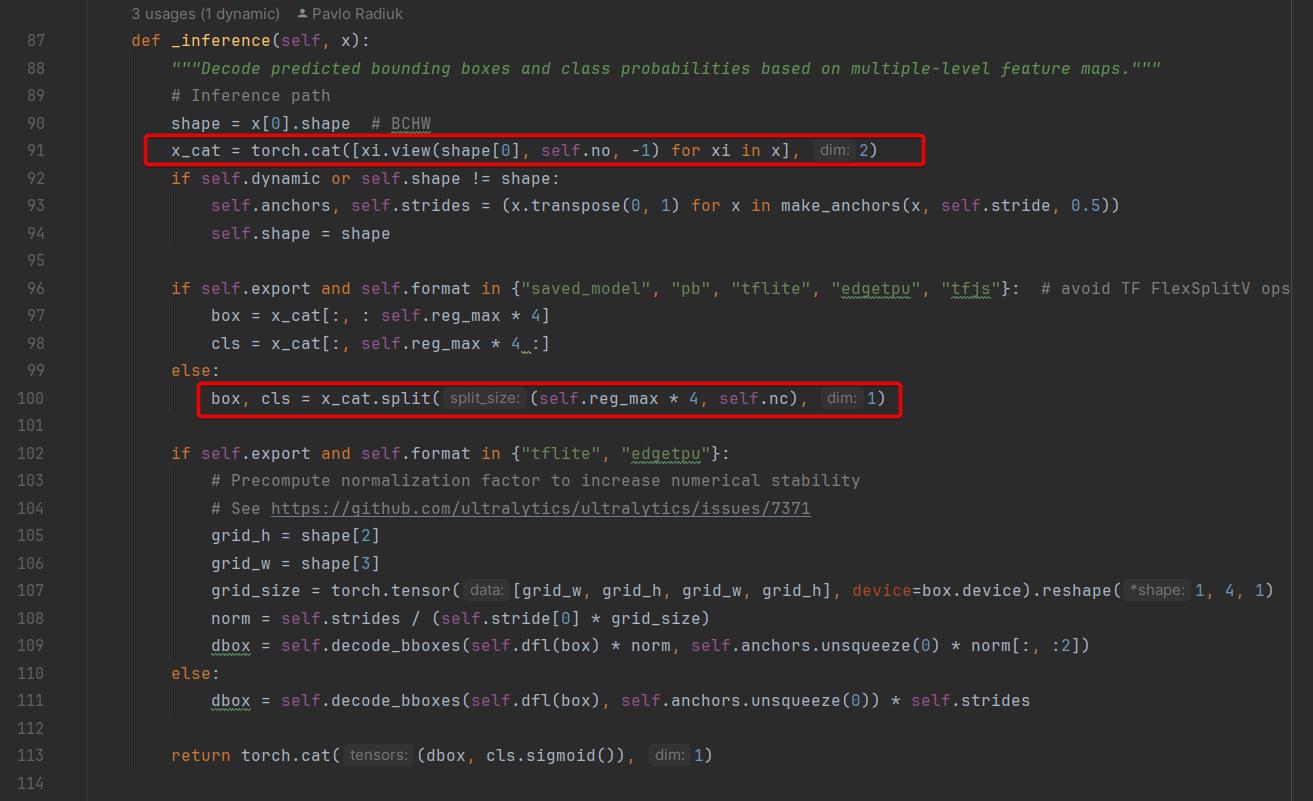 3 usages (1 dynamic) Pavlo Radiuk
87 def _inference(self, x):
88 """Decode predicted bounding boxes and class probabilities based on multiple-level feature maps."""
89 # Inference path
90 shape = x[0].shape  # BCHW
91 x_cat = torch.cat([xi.view(shape[0], self.no, -1) for xi in x], dim: 2)
92 if self.dynamic or self.shape != shape:
93 self.anchors, self.strides = (x.transpose(0, 1) for x in make_anchors(x, self.stride, 0.5))
94 self.shape = shape
95
96 if self.export and self.format in {"saved_model", "pb", "tflite", "edgetpu", "tfjs"}:  # avoid TF FlexSplitV ops
97 box = x_cat[:, : self.reg_max * 4]
98 cls = x_cat[:, self.reg_max * 4 :]
99 else:
100 box, cls = x_cat.split( split_size: (self.reg_max * 4, self.nc), dim: 1)
101
102 if self.export and self.format in {"tflite", "edgetpu"}:
103 # Precompute normalization factor to increase numerical stability
104 # See https://github.com/ultralytics/ultralytics/issues/7371
105 grid_h = shape[2]
106 grid_w = shape[3]
107 grid_size = torch.tensor( data: [grid_w, grid_h, grid_w, grid_h], device=box.device).reshape( *shape: 1, 4, 1)
108 norm = self.strides / (self.stride[0] * grid_size)
109 dbox = self.decode_bboxes(self.dfl(box) * norm, self.anchors.unsqueeze(0) * norm[:, :2])
110 else:
111 dbox = self.decode_bboxes(self.dfl(box), self.anchors.unsqueeze(0)) * self.strides
112
113 return torch.cat( tensors: (dbox, cls.sigmoid()), dim: 1)
114